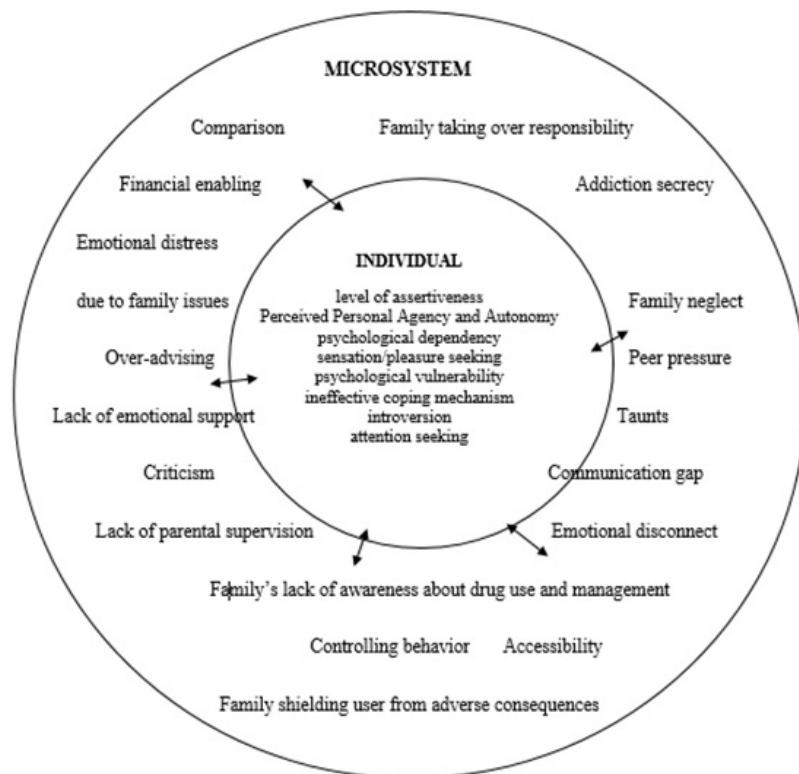 MICROSYSTEM
Comparison Family taking over responsibility
Financial enabling Addiction secrecy
Emotional distress
INDIVIDUAL
level of assertiveness
due to family issues Family neglect
Perceived Personal Agency and Autonomy
psychological dependency
sensation/pleasure seeking
Over-advising Peer pressure
psychological vulnerability
ineffective coping mechanism
introversion
Lack of emotional support Taunts
attention seeking
Criticism Communication gap
Lack of parental supervision Emotional disconnect
Family's lack of awareness about drug use and management
Controlling behavior Accessibility
Family shielding user from adverse consequences